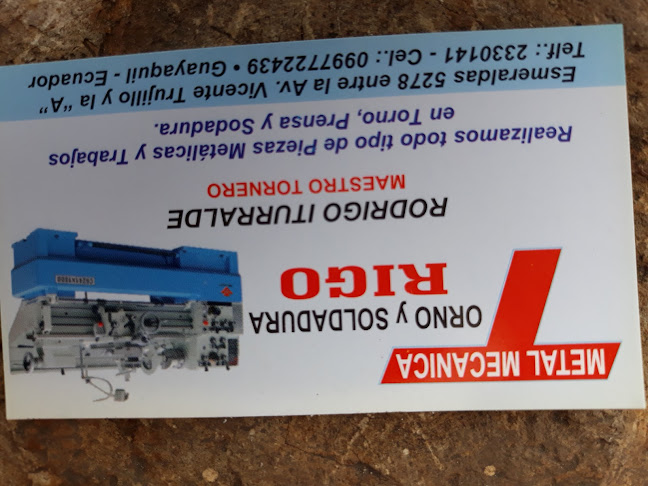 METAL MECANICA
TORNO y SOLDADURA
RIGO
RODRIGO ITURRALDE
MAESTRO TORNERO
Realizamos todo tipo de Piezas Metálicas y Trabajos
en Torno, Prensa y Sodadura.
Esmeraldas 5278 entre la Av. Vicente Trujillo y la "A"
Telf.: 2330141 - Cel.: 0997722439 • Guayaquil - Ecuador